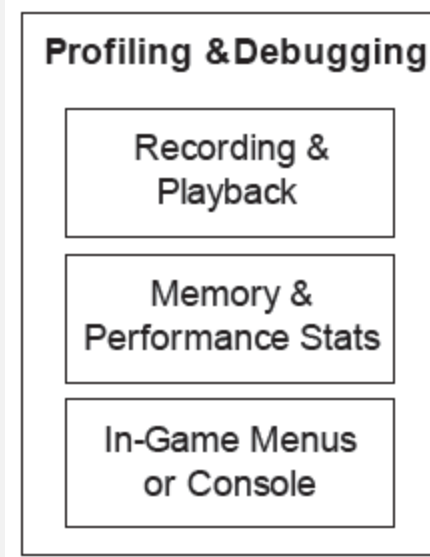 Profiling &Debugging
Recording &
Playback
Memory &
Performance Stats
In-Game Menus
or Console